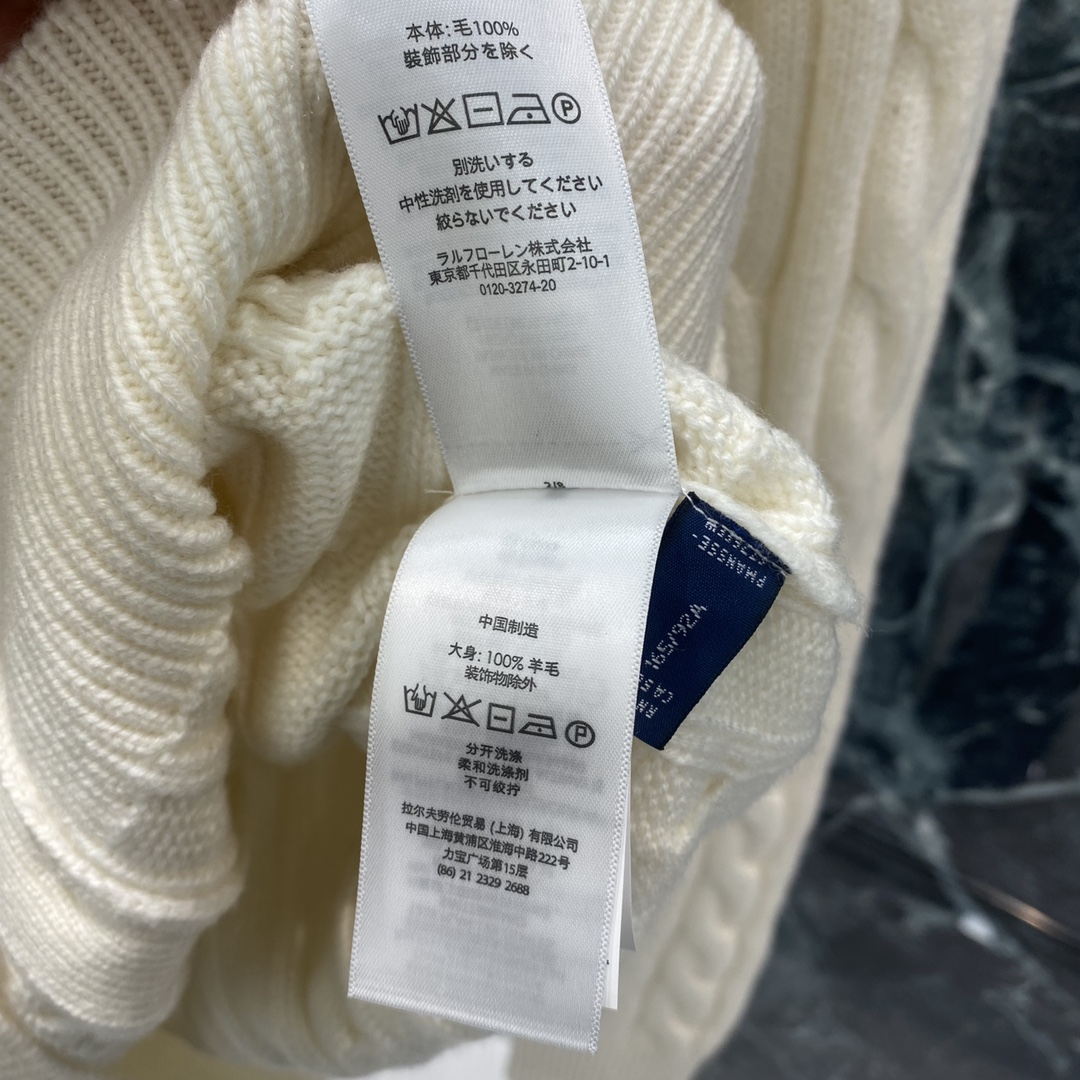 本体:毛100%
裝飾部分を除く
P
別洗いする
中性洗剤を使用してください
絞らないでください
ラルフローレン株式会社
東京都千代田区永田町2-10-1
0120-3274-20
中国制造
大身: 100% 羊毛
装饰物除外
P
分开洗涤
柔和洗涤剂
不可绞拧
拉尔夫劳伦贸易 (上海) 有限公司
中国上海黄浦区淮海中路222号
力宝广场第15层
(86) 21 2329 2688
165/92A